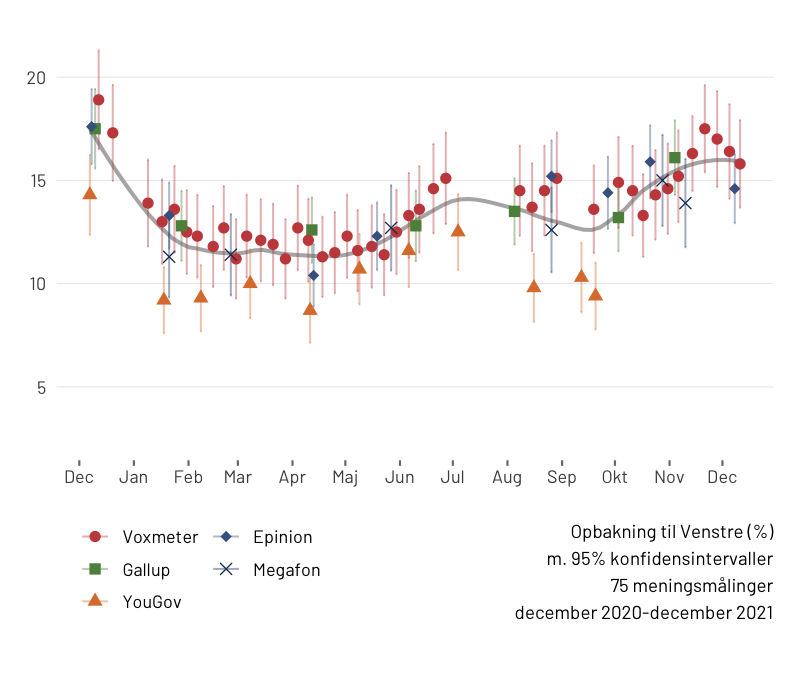 20
15
10
5
Dec Jan Feb Mar Apr Maj Jun Jul Aug Sep Okt Nov Dec
Voxmeter Epinion
Gallup Megafon
YouGov
Opbakning til Venstre (%)
m. 95% konfidensintervaller
75 meningsmålinger
december 2020-december 2021